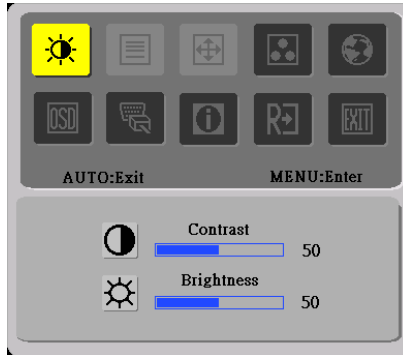 OSD
R
EXIT
AUTO:Exit MENU:Enter
Contrast
50
Brightness
50